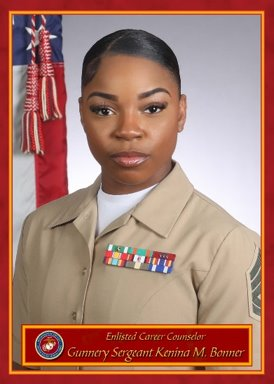 Enlisted Career Counselor
Gunnery Sergeant Kenina M. Bonner